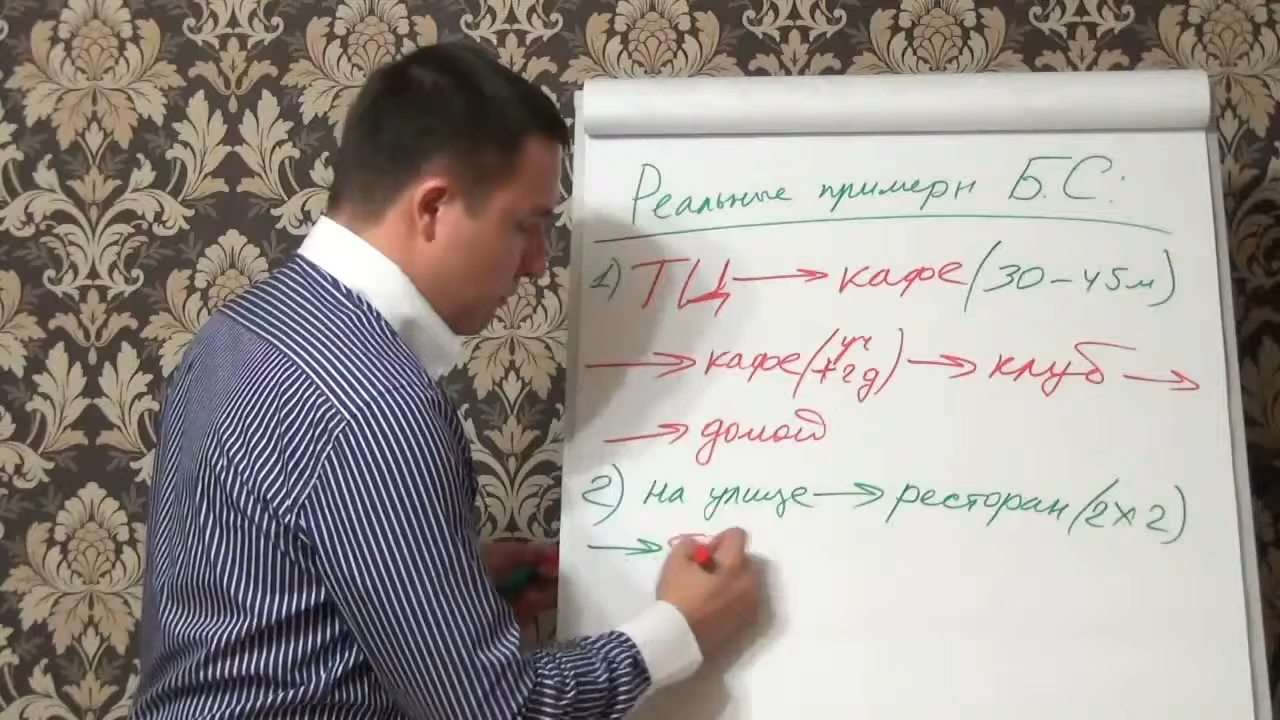 Реальные примеры Б.С.:
1) ТЦ → кафе (30-45м)
→ кафе (+2д) → клуб →
→ домой
2) на улице → ресторан (2х2)
→